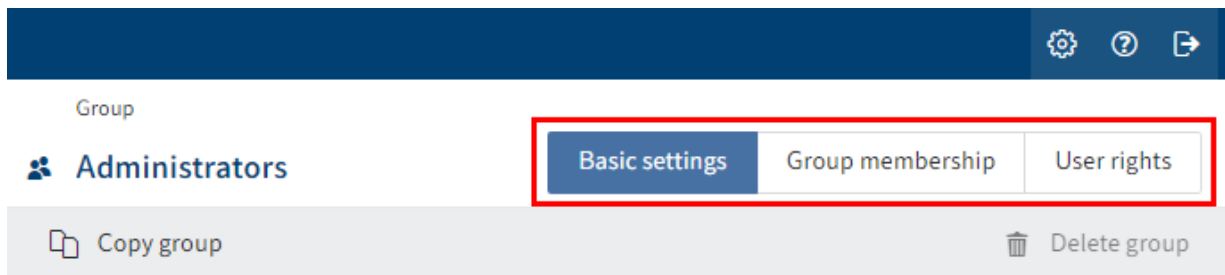 Group
Administrators
Basic settings Group membership User rights
Copy group Delete group